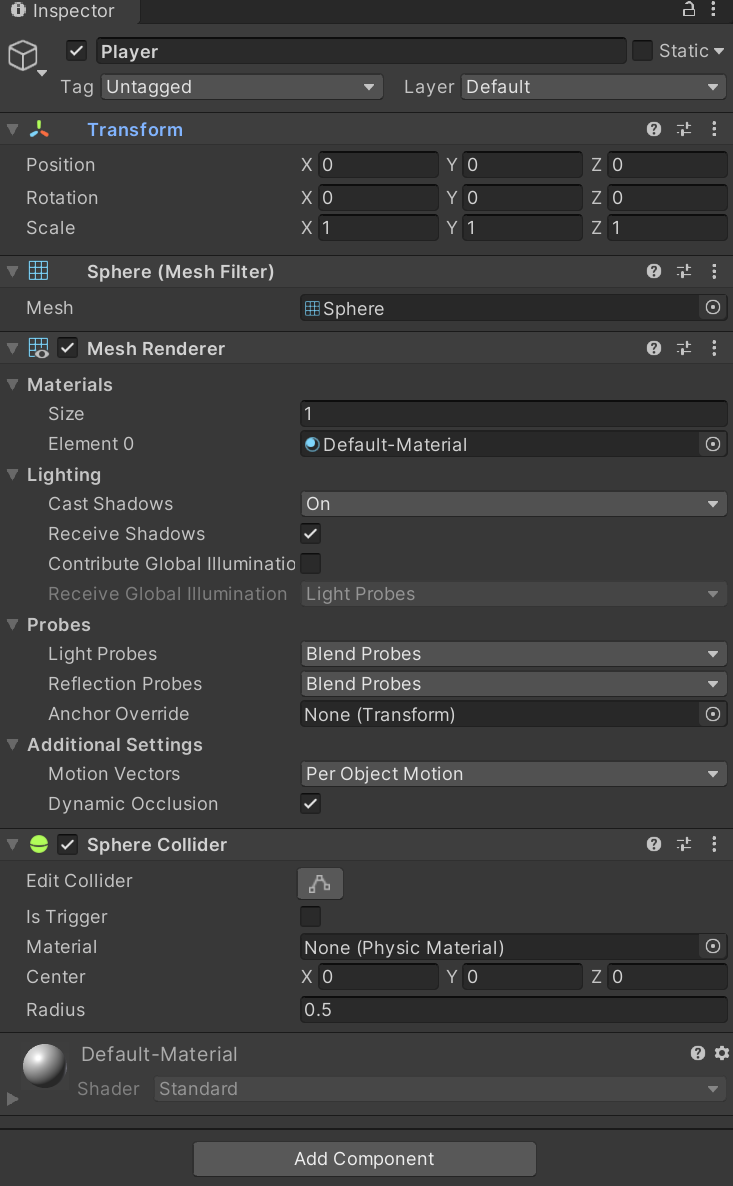 Inspector
Player Static
Tag Untagged Layer Default
Transform
Position X 0 Y 0 Z 0
Rotation X 0 Y 0 Z 0
Scale X 1 Y 1 Z 1
Sphere (Mesh Filter)
Mesh Sphere
Mesh Renderer
Materials
Size 1
Element 0 Default-Material
Lighting
Cast Shadows On
Receive Shadows
Contribute Global Illuminatio
Receive Global Illumination Light Probes
Probes
Light Probes Blend Probes
Reflection Probes Blend Probes
Anchor Override None (Transform)
Additional Settings
Motion Vectors Per Object Motion
Dynamic Occlusion
Sphere Collider
Edit Collider
Is Trigger
Material None (Physic Material)
Center X 0 Y 0 Z 0
Radius 0.5
Default-Material
Shader Standard
Add Component